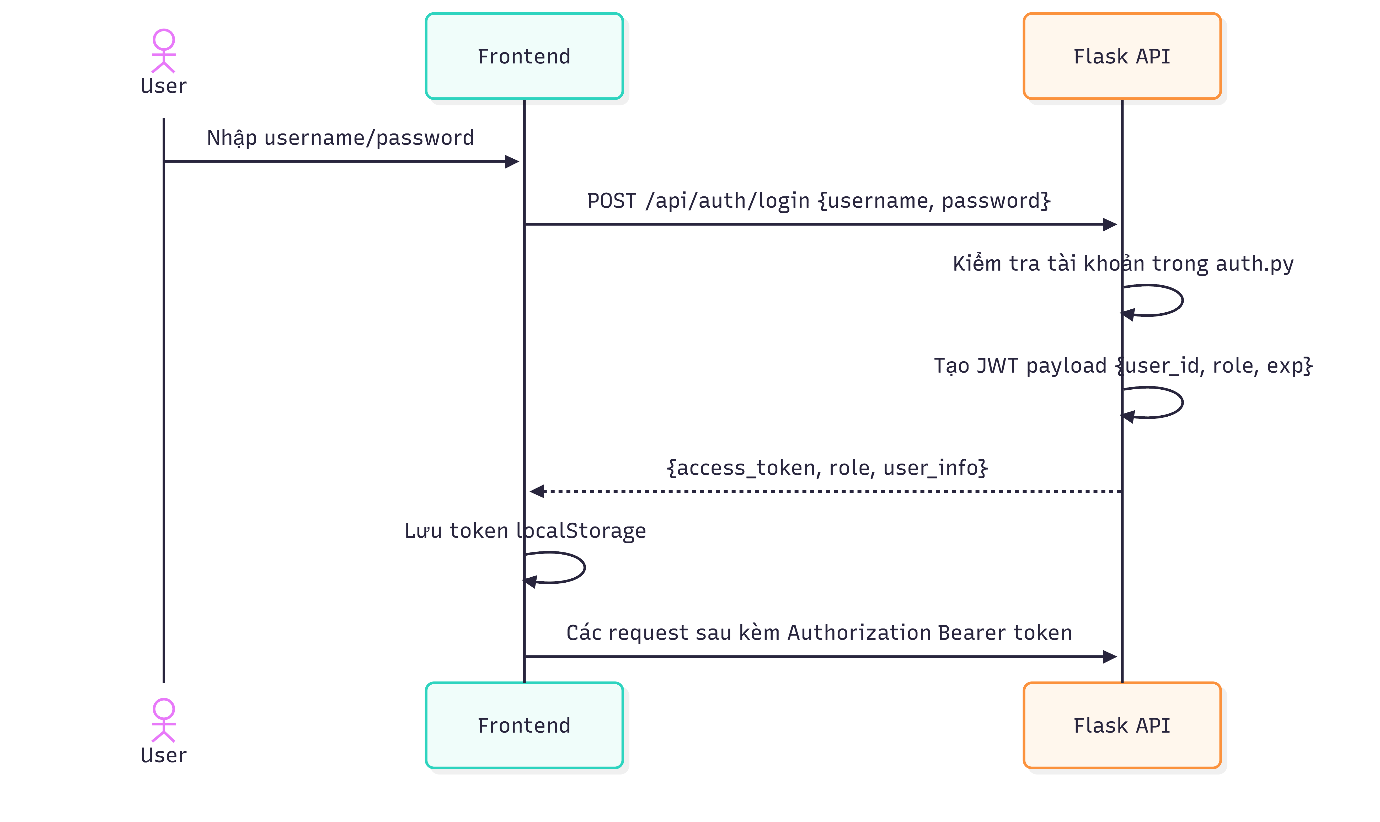 User
Frontend
Flask API
Nhập username/password
POST /api/auth/login {username, password}
Kiểm tra tài khoản trong auth.py
Tạo JWT payload {user_id, role, exp}
{access_token, role, user_info}
Lưu token localStorage
Các request sau kèm Authorization Bearer token
User
Frontend
Flask API